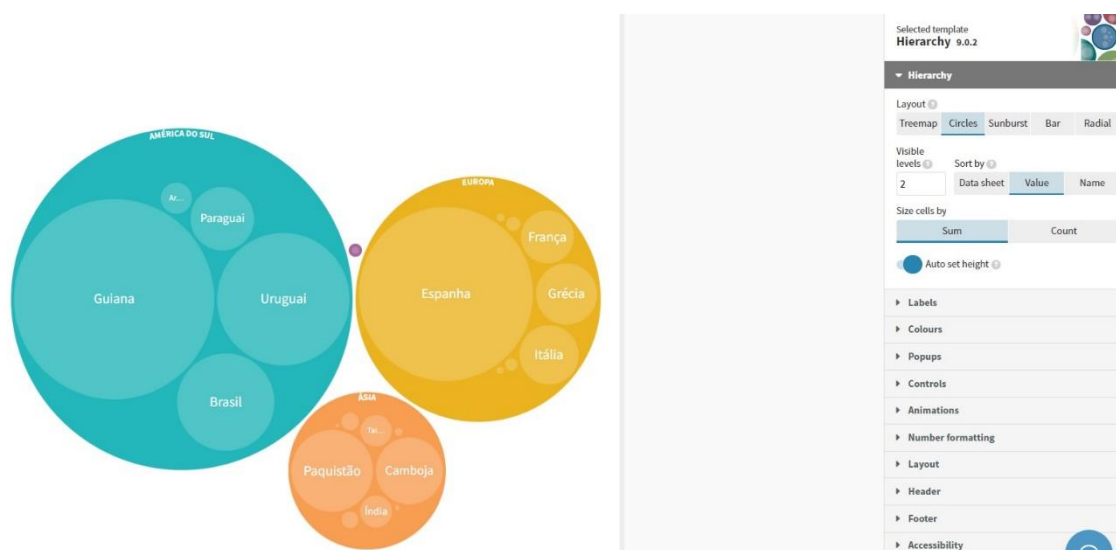 AMÉRICA DO SUL
Ar...
Paraguai
Guiana
Uruguai
Brasil
EUROPA
França
Espanha
Grécia
Itália
ÁSIA
Tai...
Paquistão
Camboja
Índia
Selected template
Hierarchy 9.0.2
Hierarchy
Layout
Treemap Circles Sunburst Bar Radial
Visible
levels Sort by
2 Data sheet Value Name
Size cells by
Sum Count
Auto set height
Labels
Colours
Popups
Controls
Animations
Number formatting
Layout
Header
Footer
Accessibility